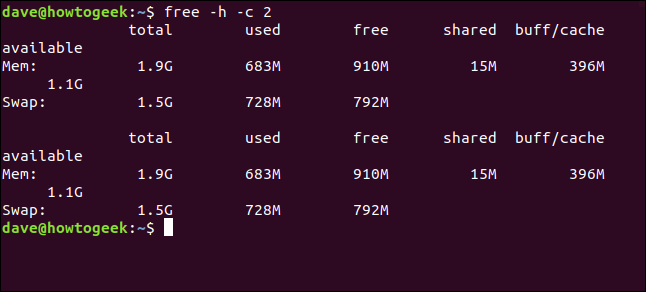 dave@howtogeek:~$ free -h -c 2
              total        used        free      shared  buff/cache
available
Mem:           1.9G        683M        910M         15M        396M
     1.1G
Swap:          1.5G        728M        792M

              total        used        free      shared  buff/cache
available
Mem:           1.9G        683M        910M         15M        396M
     1.1G
Swap:          1.5G        728M        792M
dave@howtogeek:~$